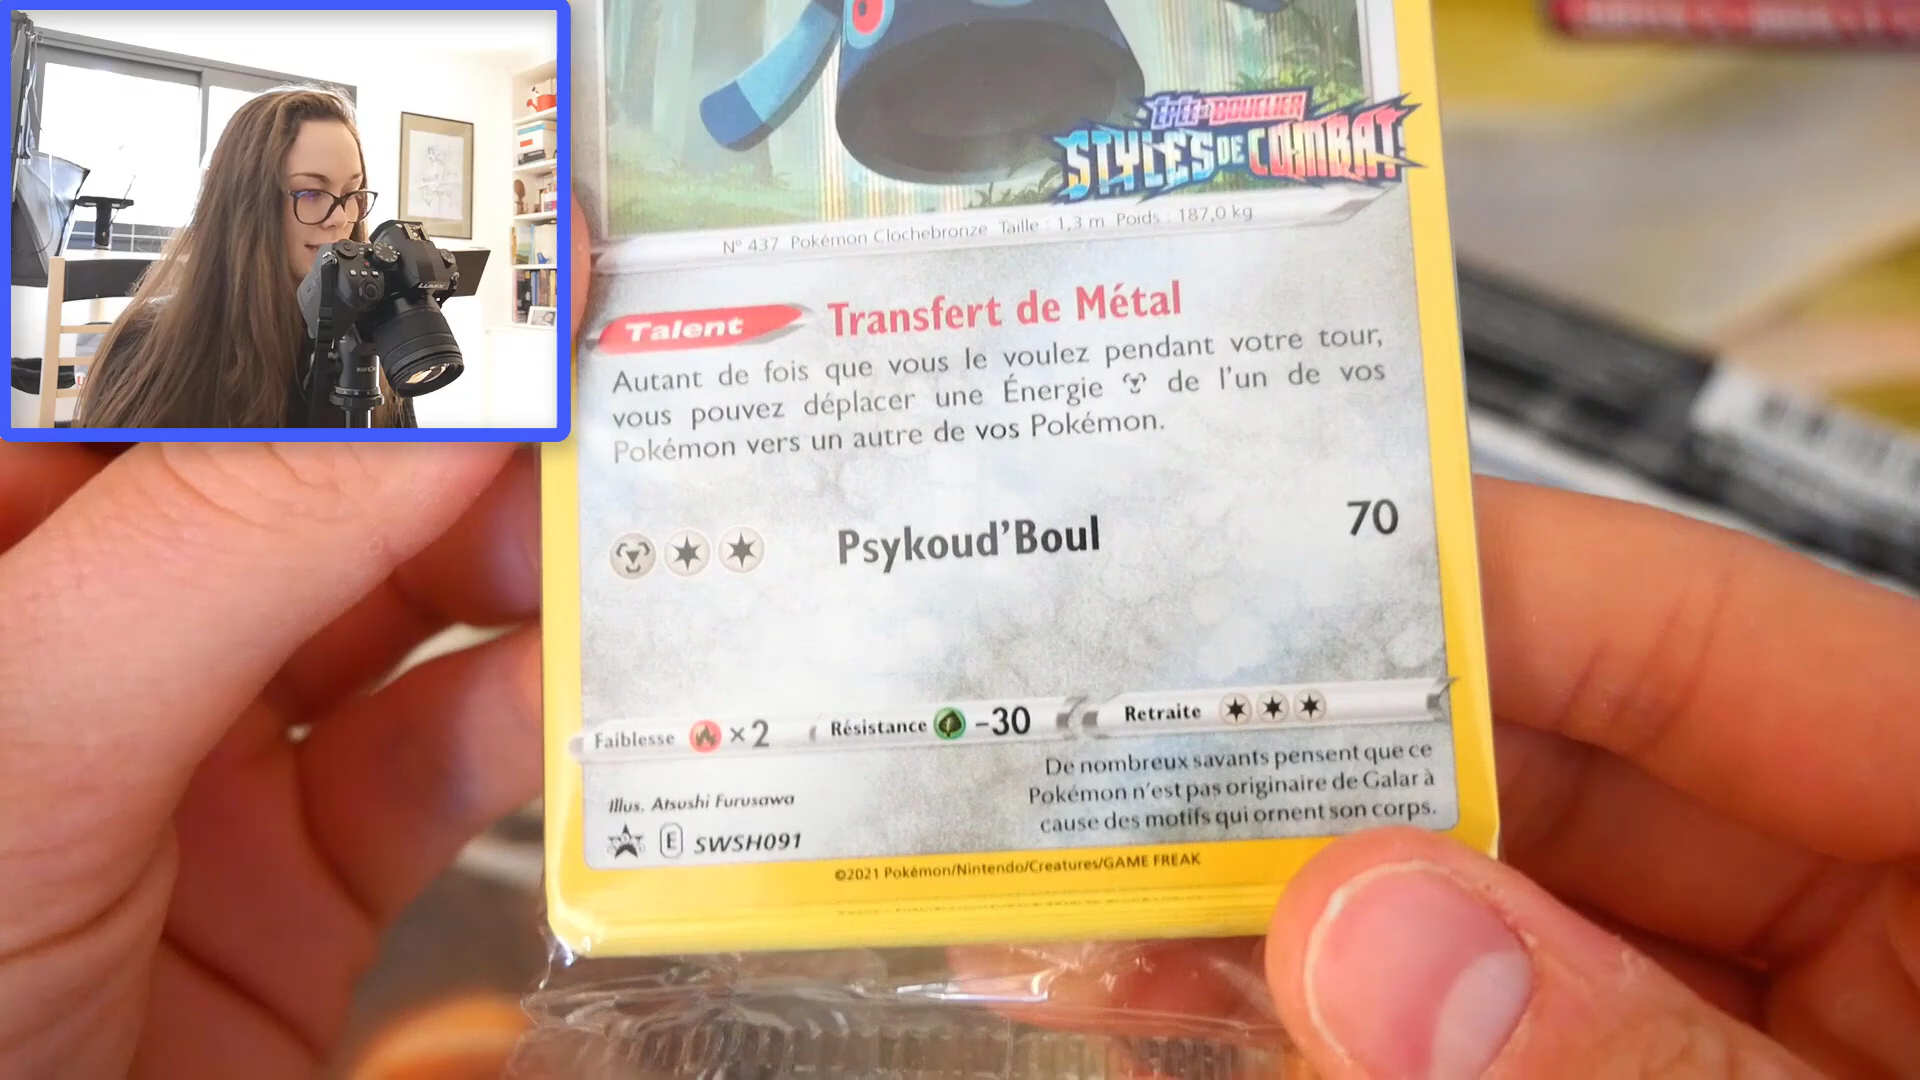 LUMIX
ÉPÉE ET BOUCLIER
STYLES DE COMBAT
N° 437 Pokémon Clochebronze Taille : 1,3 m Poids : 187,0 kg
Talent Transfert de Métal
Autant de fois que vous le voulez pendant votre tour,
vous pouvez déplacer une Énergie de l'un de vos
Pokémon vers un autre de vos Pokémon.
Psykoud'Boul 70
Faiblesse ×2 Résistance -30 Retraite
De nombreux savants pensent que ce
Pokémon n'est pas originaire de Galar à
cause des motifs qui ornent son corps.
Illus. Atsushi Furusawa
E SWSH091
©2021 Pokémon/Nintendo/Creatures/GAME FREAK